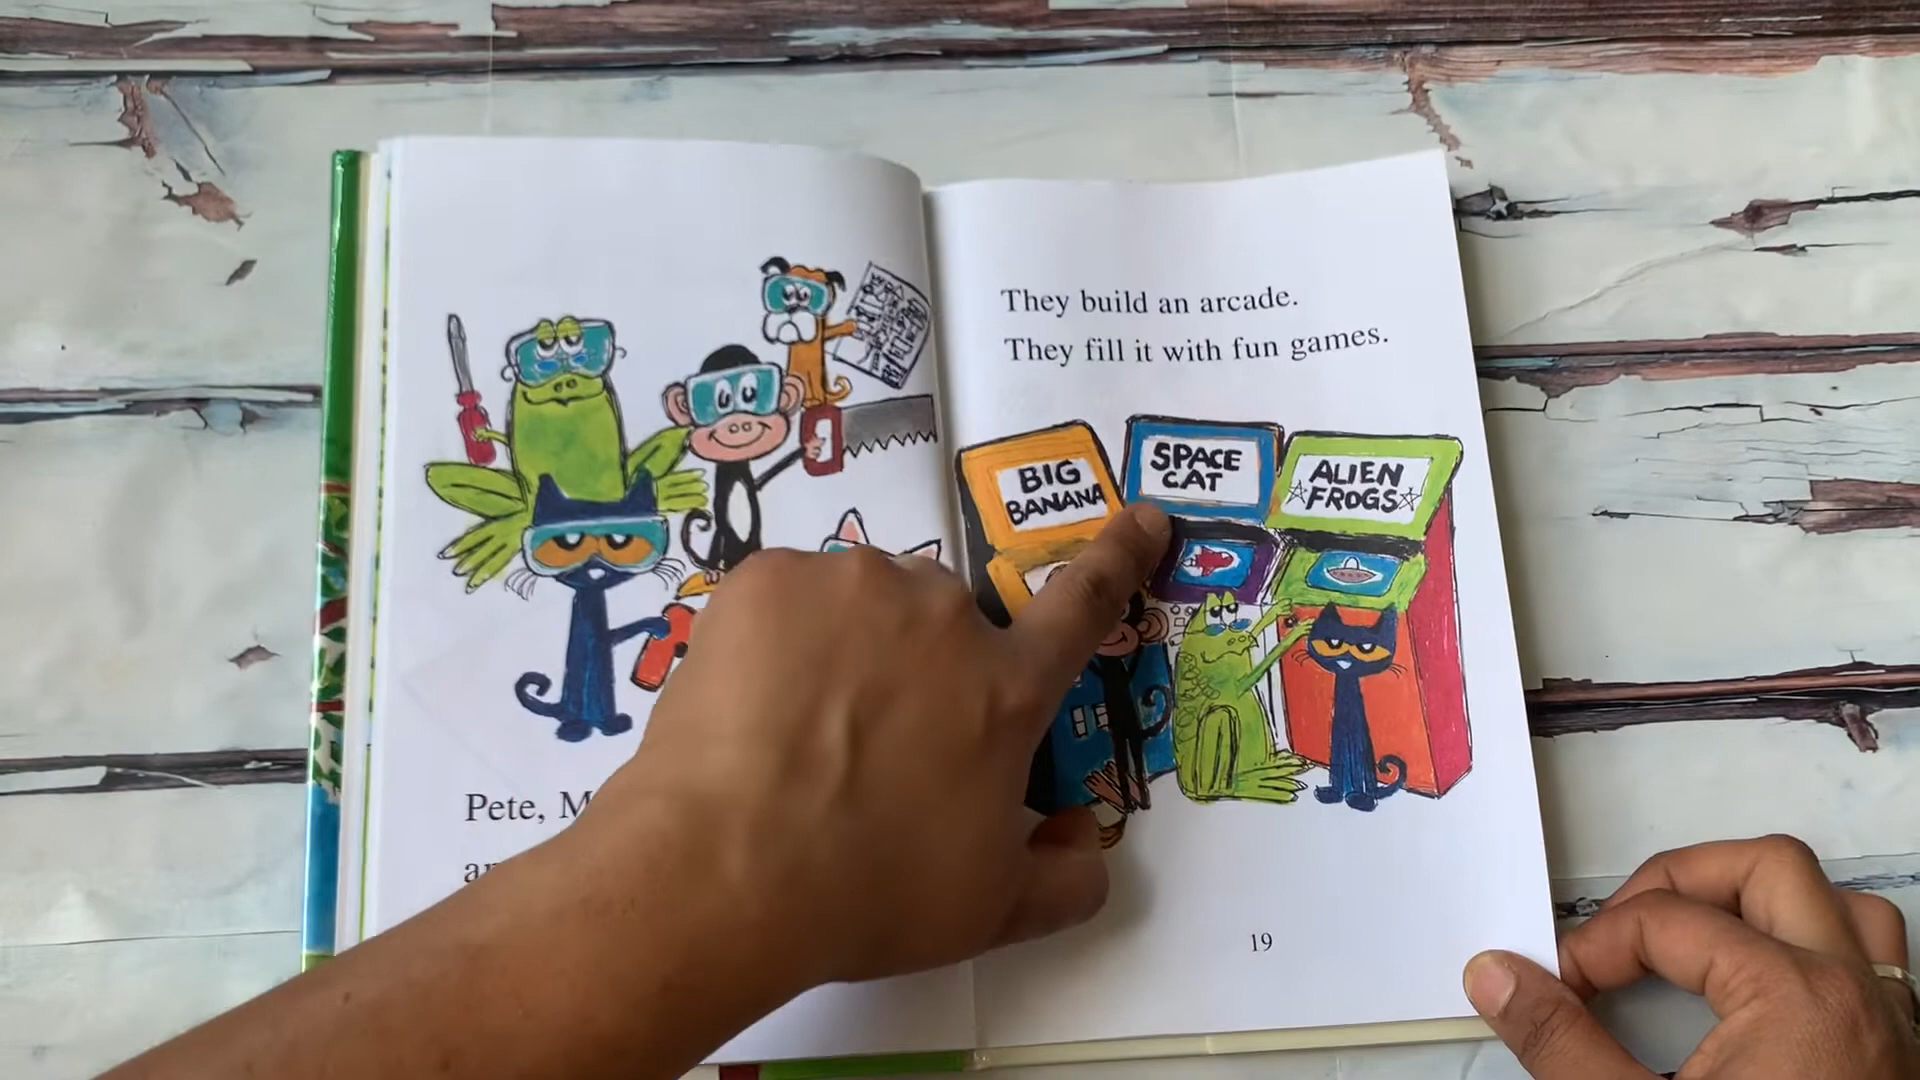 Pete,
They build an arcade.
They fill it with fun games.
BIG
BANANA
SPACE
CAT
ALIEN
FROGS
19